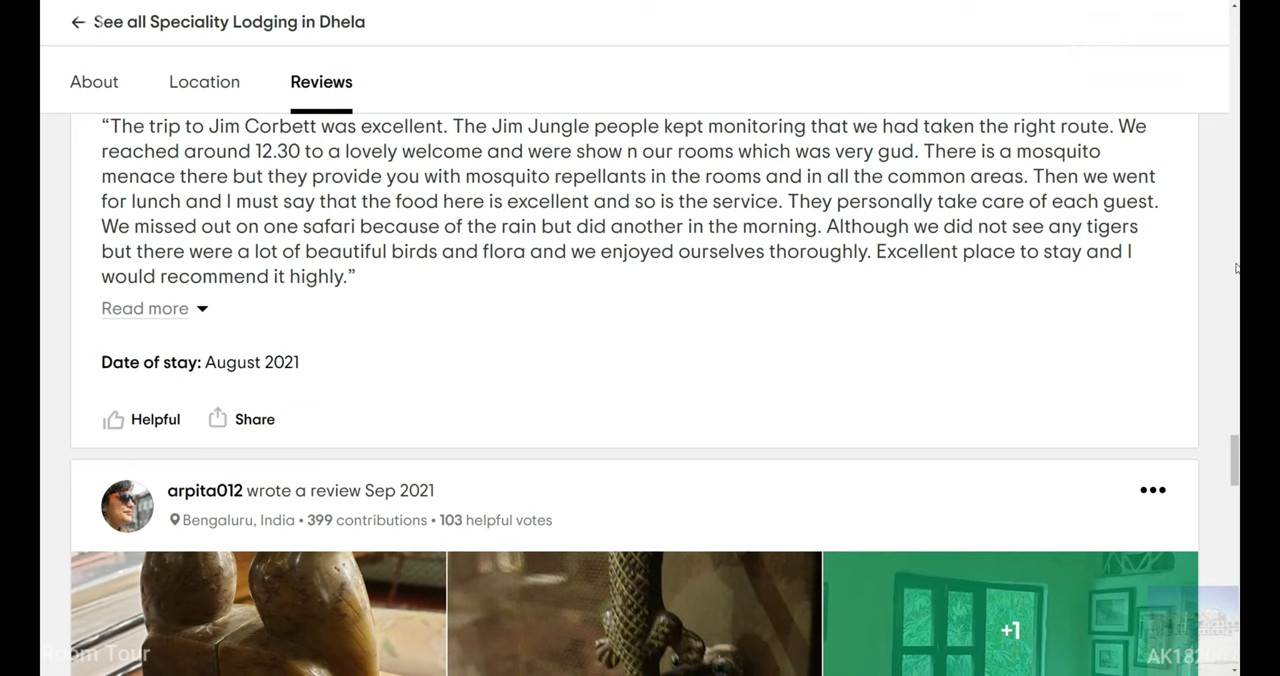 ← See all Speciality Lodging in Dhela
About Location Reviews
“The trip to Jim Corbett was excellent. The Jim Jungle people kept monitoring that we had taken the right route. We
reached around 12.30 to a lovely welcome and were show n our rooms which was very gud. There is a mosquito
menace there but they provide you with mosquito repellants in the rooms and in all the common areas. Then we went
for lunch and I must say that the food here is excellent and so is the service. They personally take care of each guest.
We missed out on one safari because of the rain but did another in the morning. Although we did not see any tigers
but there were a lot of beautiful birds and flora and we enjoyed ourselves thoroughly. Excellent place to stay and I
would recommend it highly.”
Read more
Date of stay: August 2021
Helpful Share
arpita012 wrote a review Sep 2021
Bengaluru, India • 399 contributions • 103 helpful votes
+1
Room Tour